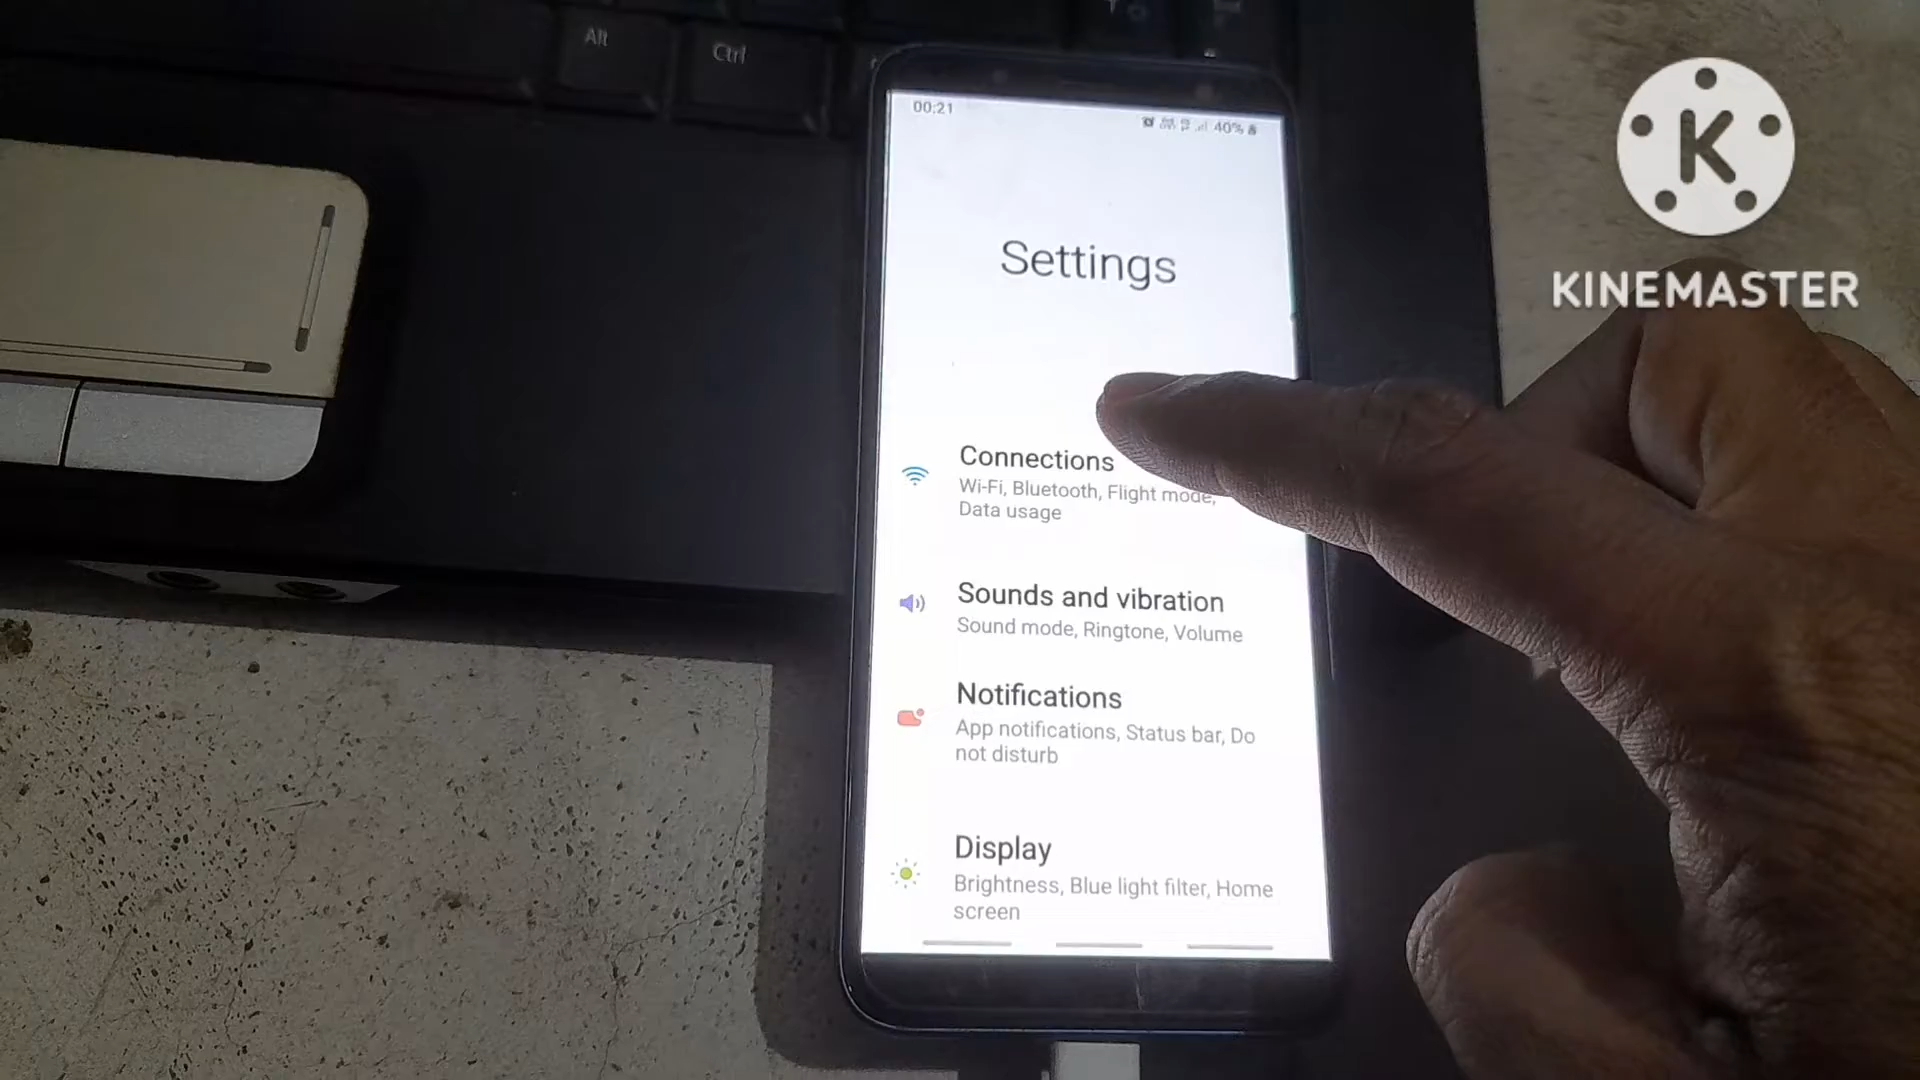 Alt
Ctrl
00:21
40%
K
KINEMASTER
Settings
Connections
Wi-Fi, Bluetooth, Flight mode,
Data usage
Sounds and vibration
Sound mode, Ringtone, Volume
Notifications
App notifications, Status bar, Do
not disturb
Display
Brightness, Blue light filter, Home
screen